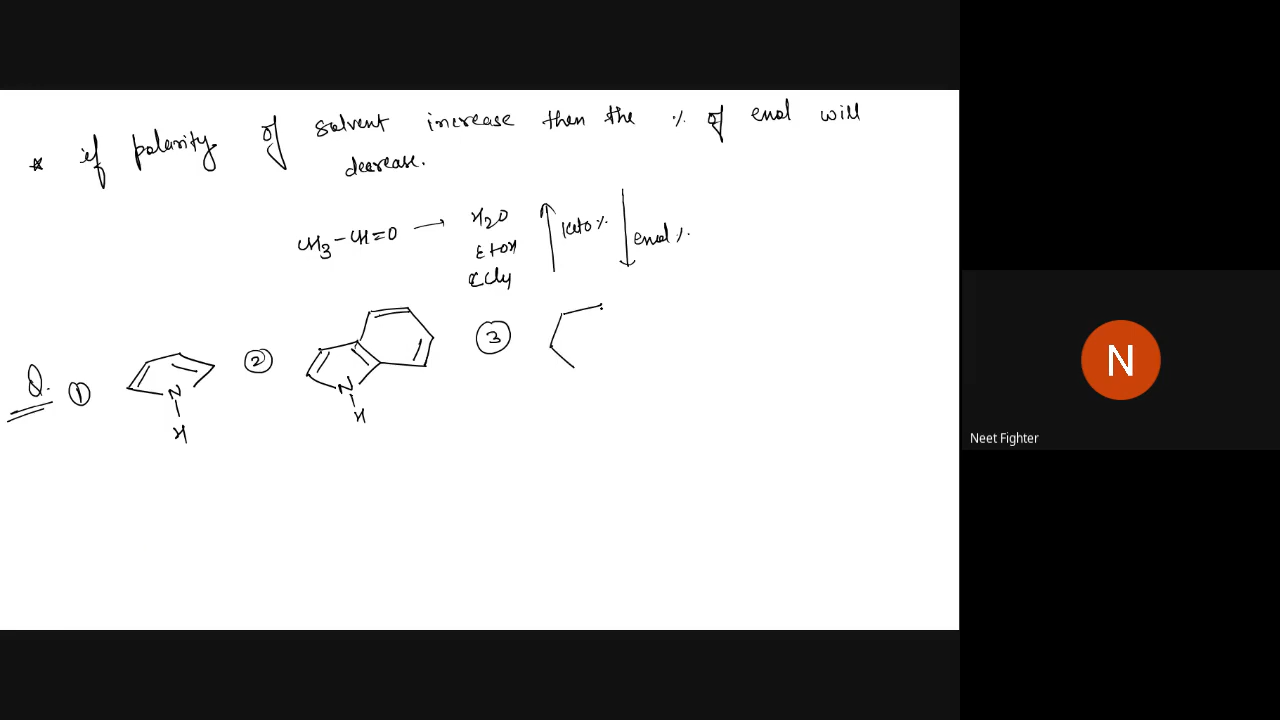 * if polarity of solvent increase then the % of enol will
decrease.
CH3-CH=O → H2O
EtOH
CCl4
Keto %
enol %
Q. ① N
H
② N
H
③
N
Neet Fighter